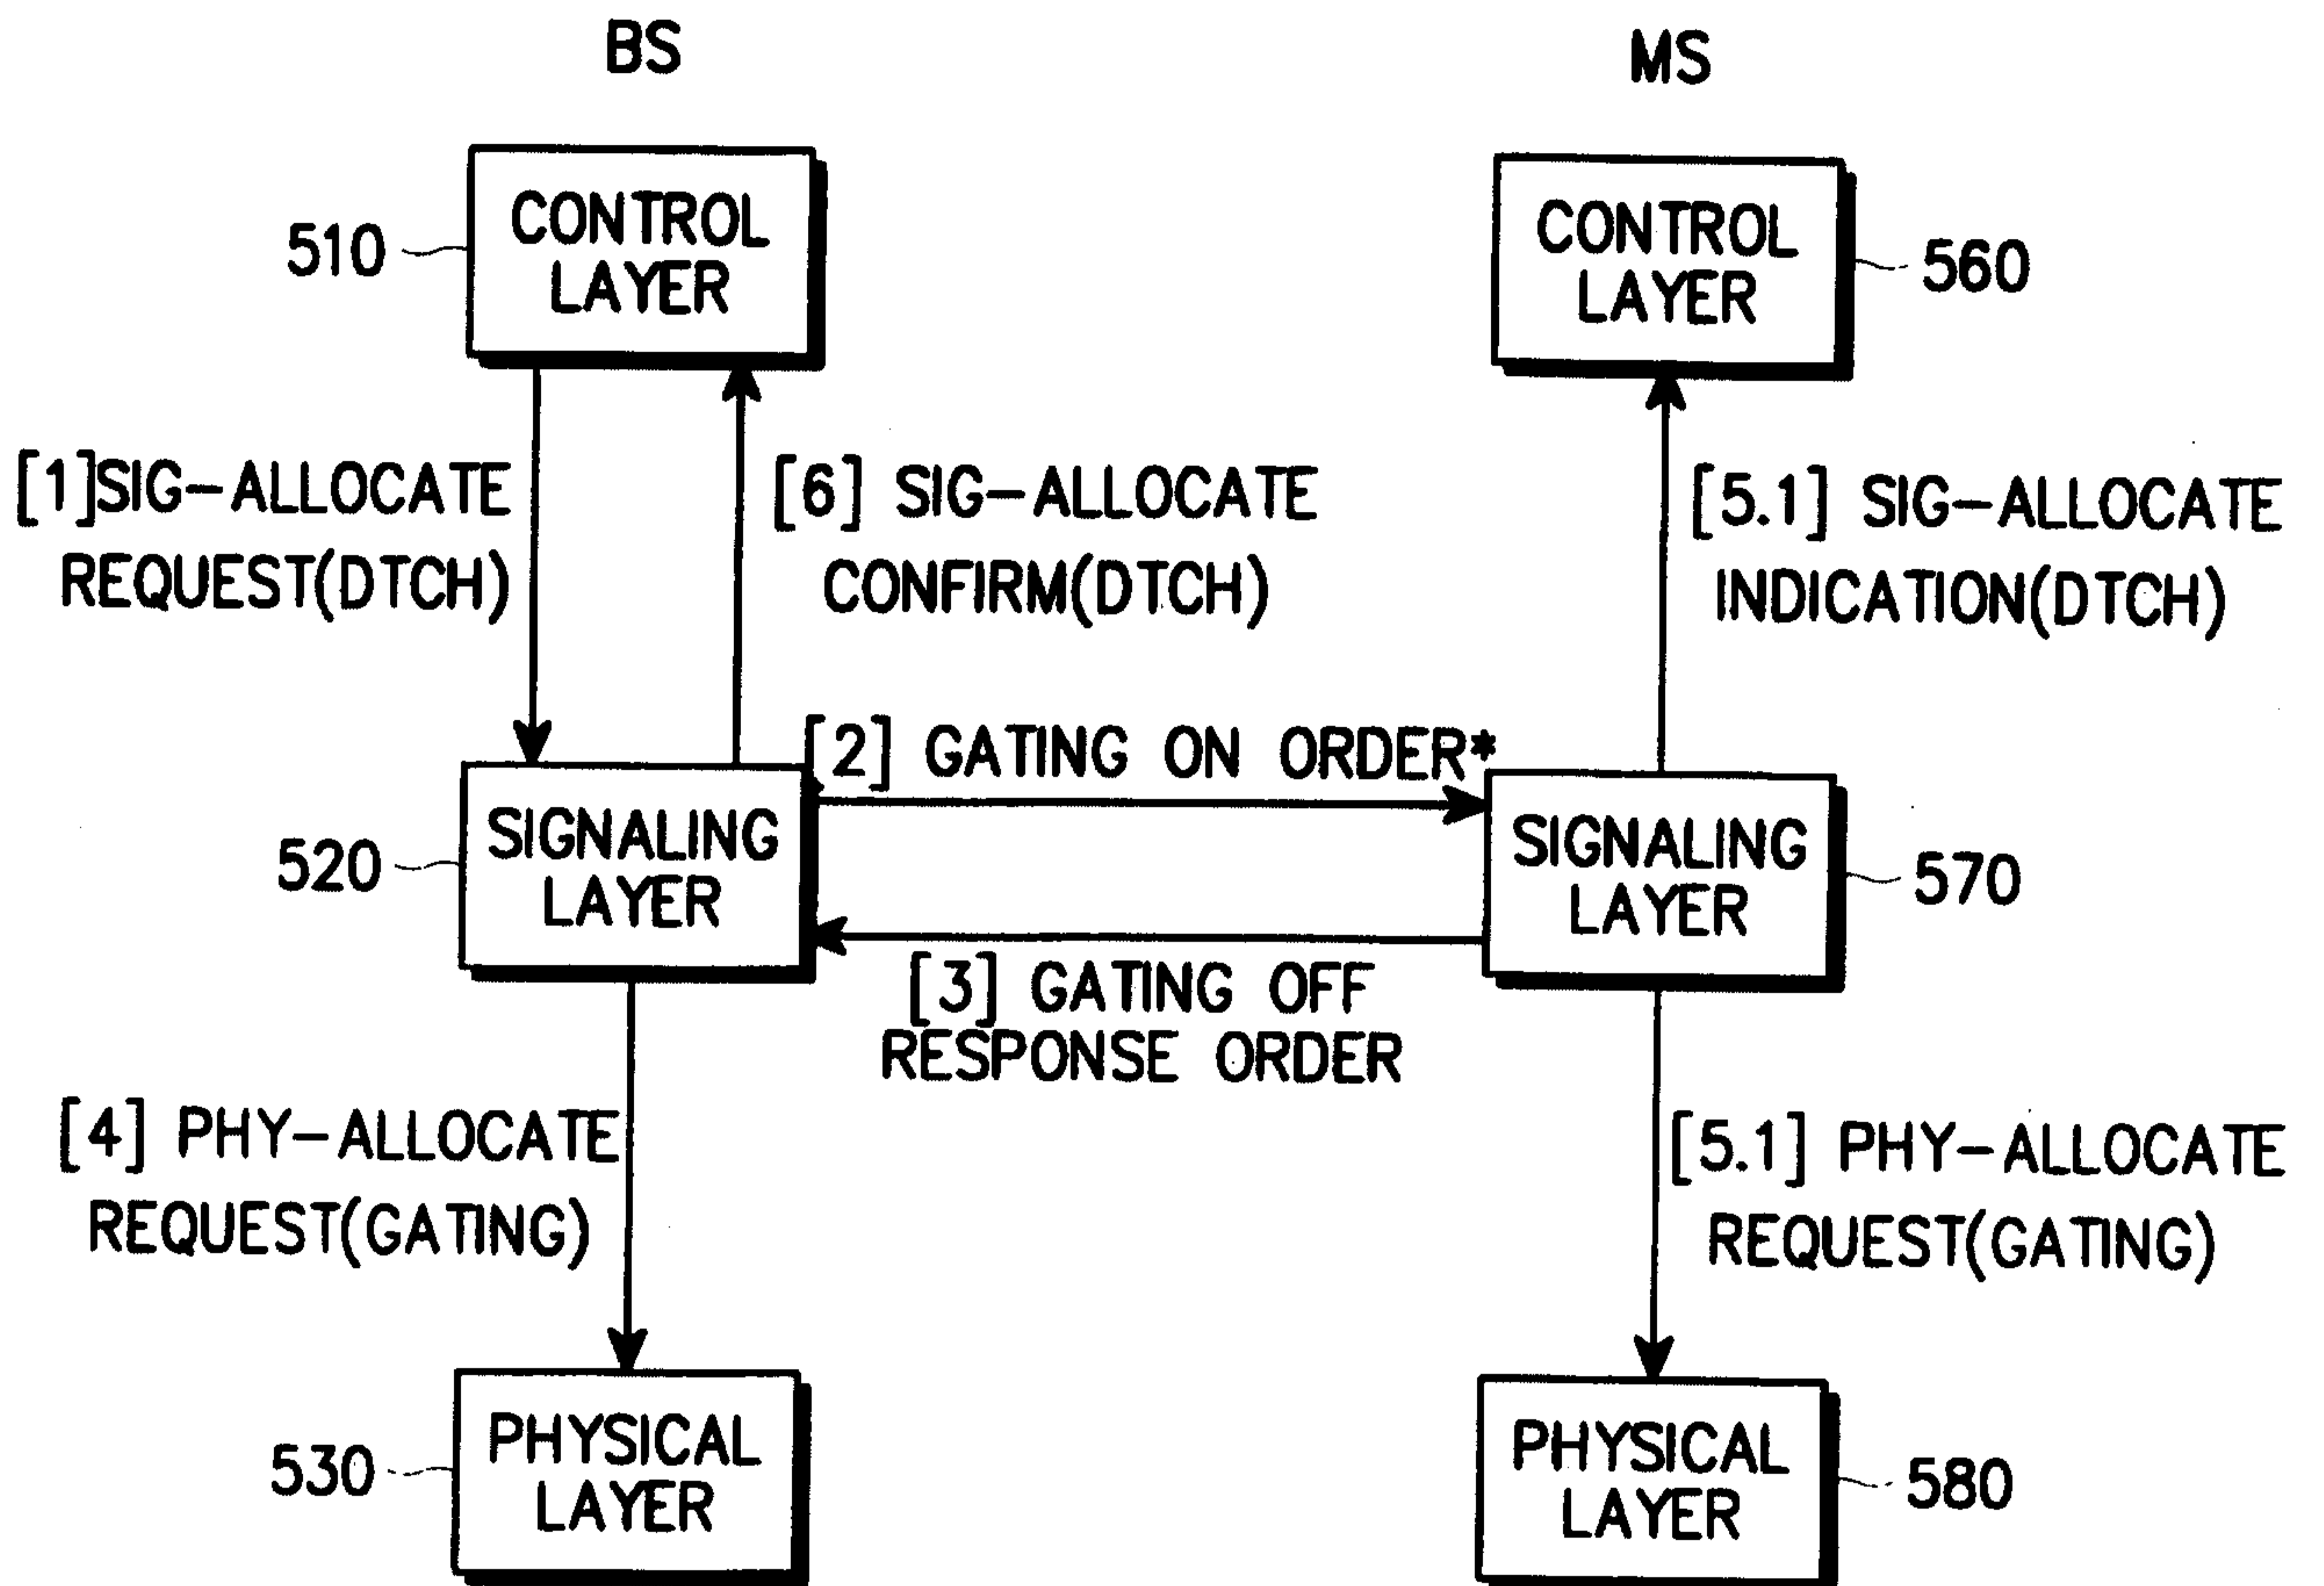 BS
MS
CONTROL
LAYER
510
CONTROL
LAYER
560
[1]SIG-ALLOCATE
REQUEST(DTCH)
[6] SIG-ALLOCATE
CONFIRM(DTCH)
[5.1] SIG-ALLOCATE
INDICATION(DTCH)
[2] GATING ON ORDER*
SIGNALING
LAYER
520
SIGNALING
LAYER
570
[3] GATING OFF
RESPONSE ORDER
[4] PHY-ALLOCATE
REQUEST(GATING)
[5.1] PHY-ALLOCATE
REQUEST(GATING)
PHYSICAL
LAYER
530
PHYSICAL
LAYER
580